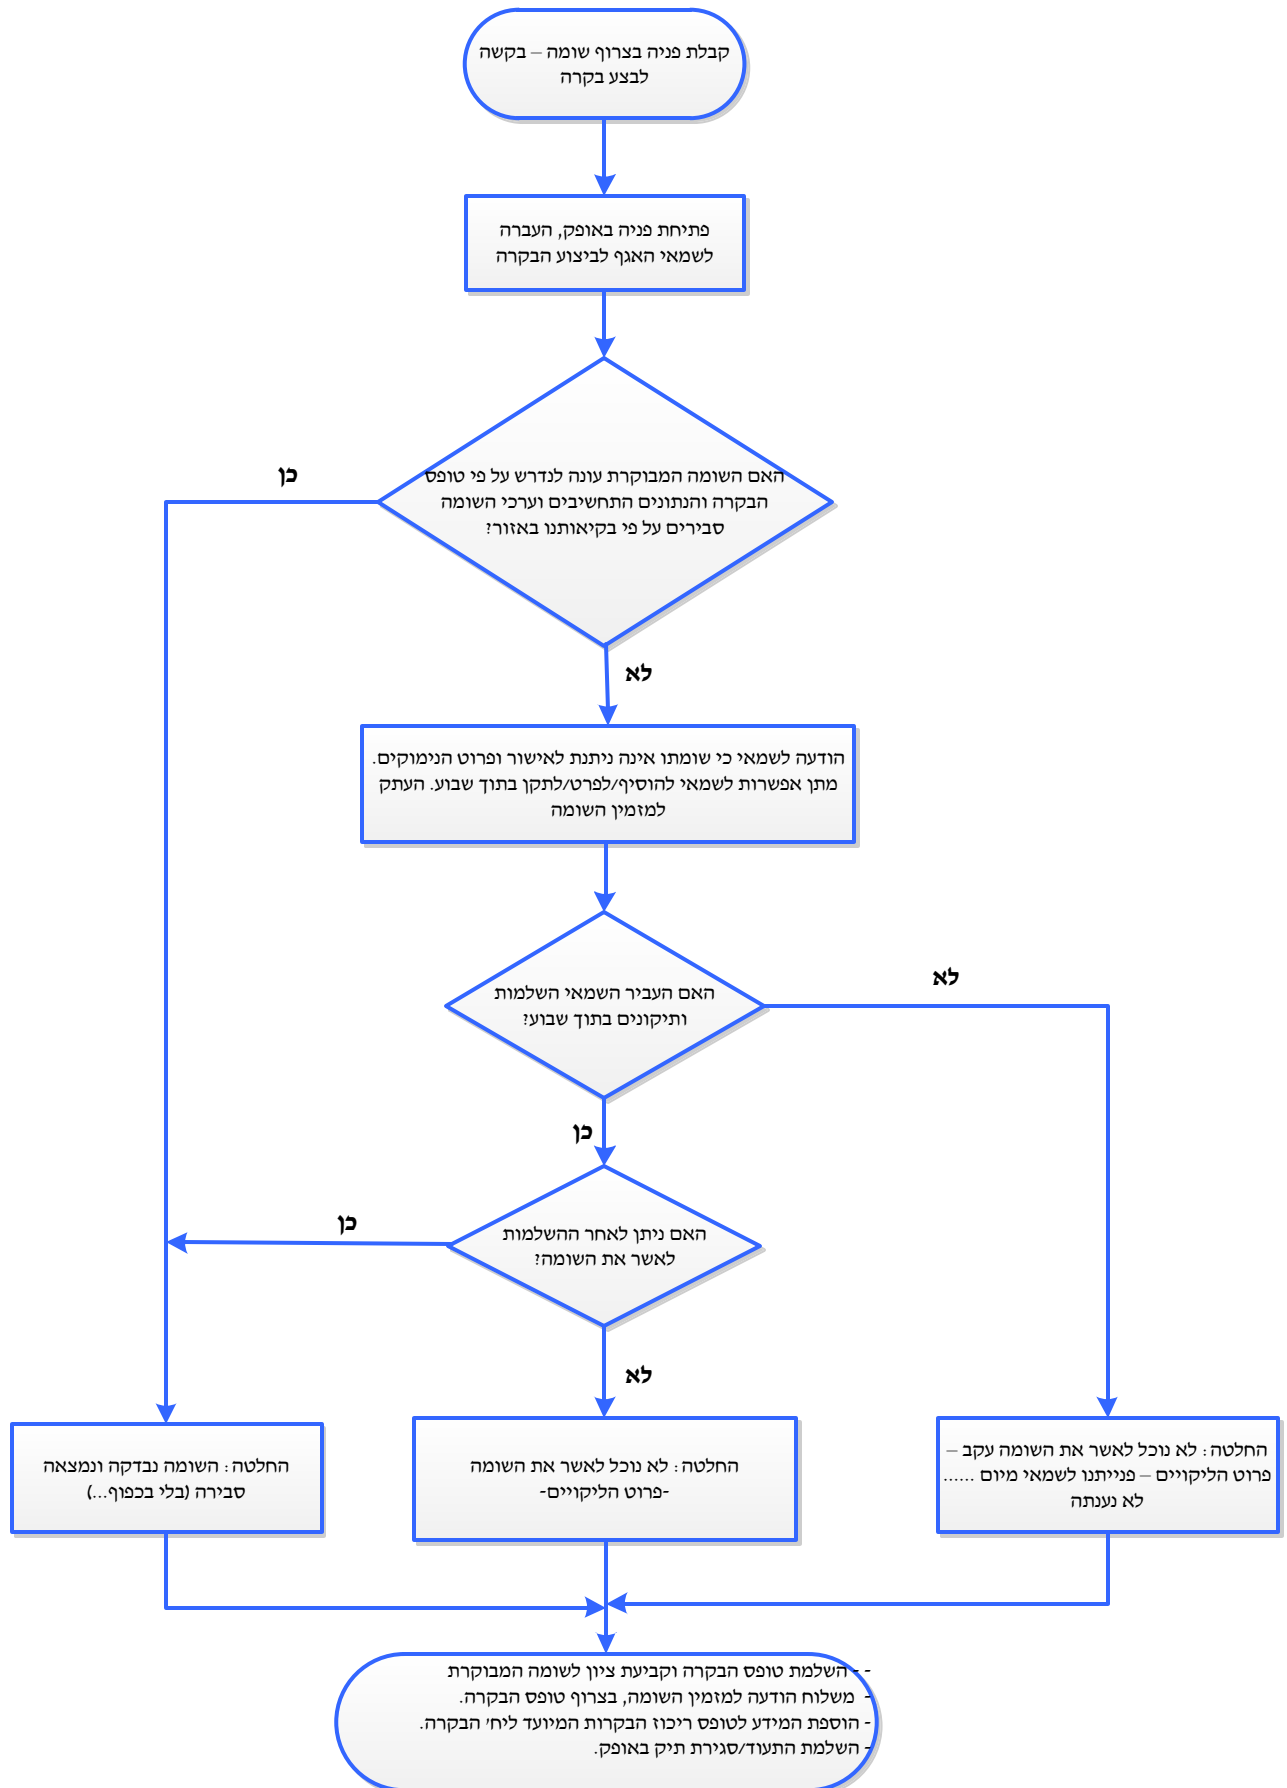 קבלת פניה בצרוף שומה – בקשה
לבצע בקרה
פתיחת פניה באופק, העברה
לשמאי האגף לביצוע הבקרה
האם השומה המבוקרת עונה לנדרש על פי טופס
הבקרה והנתונים התחשיבים וערכי השומה
סבירים על פי בקיאותנו באזור?
כן
לא
הודעה לשמאי כי שומתו אינה ניתנת לאישור ופרוט הנימוקים.
מתן אפשרות לשמאי להוסיף/לפרט/לתקן בתוך שבוע. העתק
למזמין השומה
האם העביר השמאי השלמות
ותיקונים בתוך שבוע?
לא
כן
האם ניתן לאחר ההשלמות
לאשר את השומה?
כן
לא
החלטה: לא נוכל לאשר את השומה עקב –
פרוט הליקויים – פנייתנו לשמאי מיום ......
לא נענתה
החלטה: לא נוכל לאשר את השומה
-פרוט הליקויים-
החלטה: השומה נבדקה ונמצאה
סבירה (בלי בכפוף...)
- - השלמת טופס הבקרה וקביעת ציון לשומה המבוקרת
- משלוח הודעה למזמין השומה, בצרוף טופס הבקרה.
- הוספת המידע לטופס ריכוז הבקרות המיועד ליח' הבקרה.
- השלמת התעוד/סגירת תיק באופק.